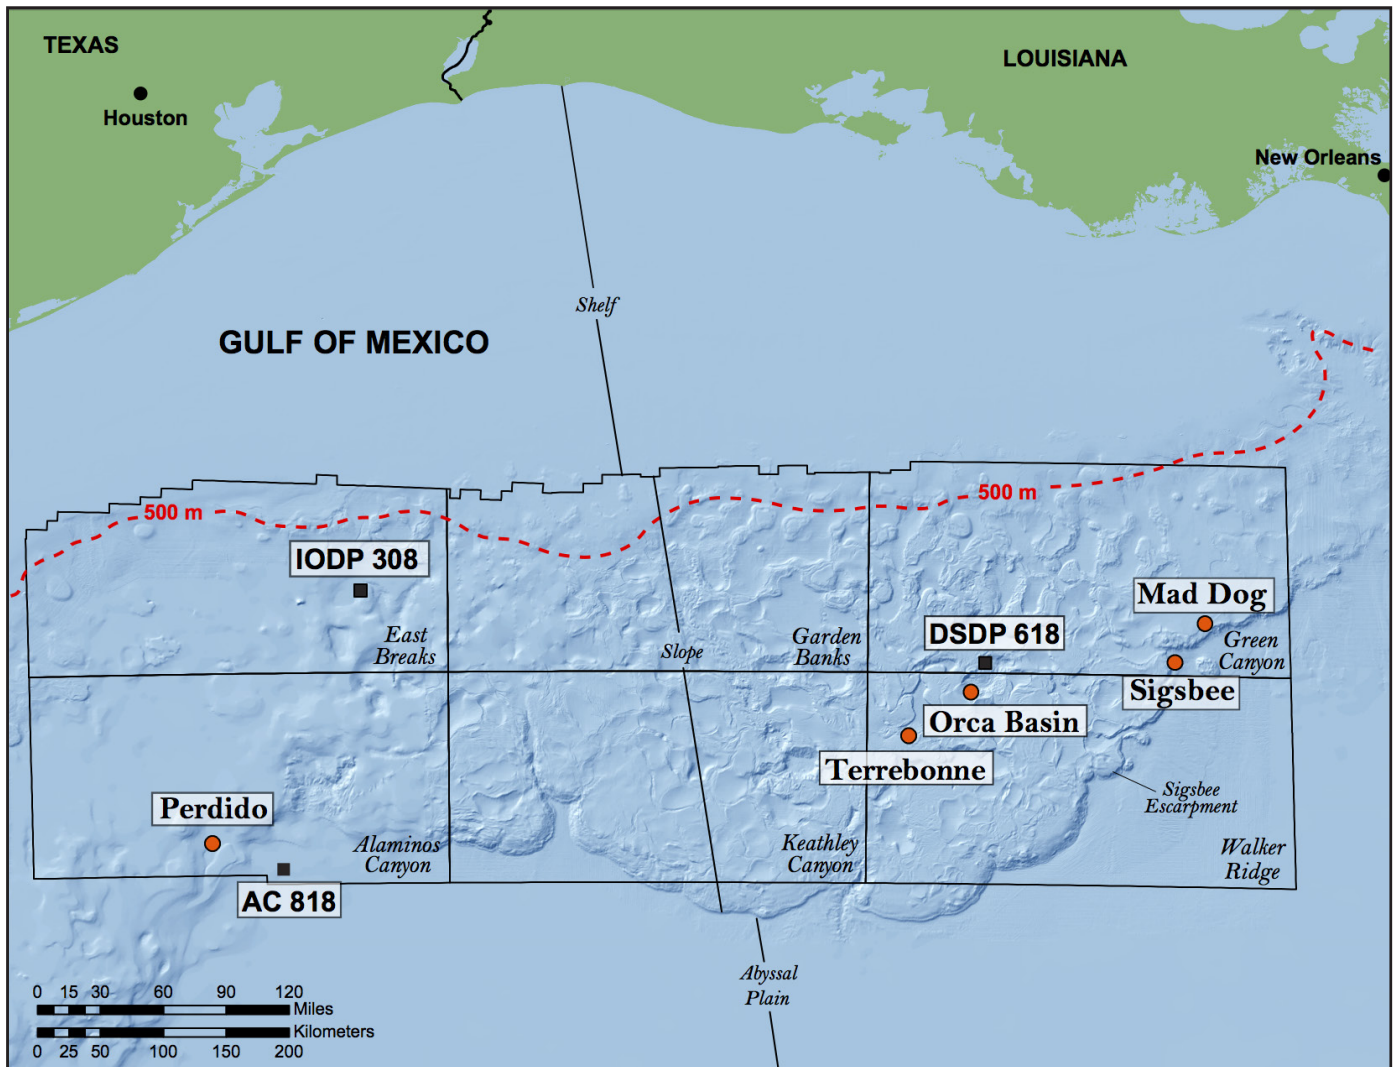 TEXAS
LOUISIANA
Houston
New Orleans
Shelf
GULF OF MEXICO
500 m
500 m
IODP 308
Mad Dog
East
Breaks
Garden
Banks
DSDP 618
Green
Canyon
Slope
Sigsbee
Orca Basin
Terrebonne
Sigsbee
Escarpment
Perdido
Alaminos
Canyon
Keathley
Canyon
Walker
Ridge
AC 818
Abyssal
Plain
0 15 30 60 90 120
Miles
Kilometers
0 25 50 100 150 200